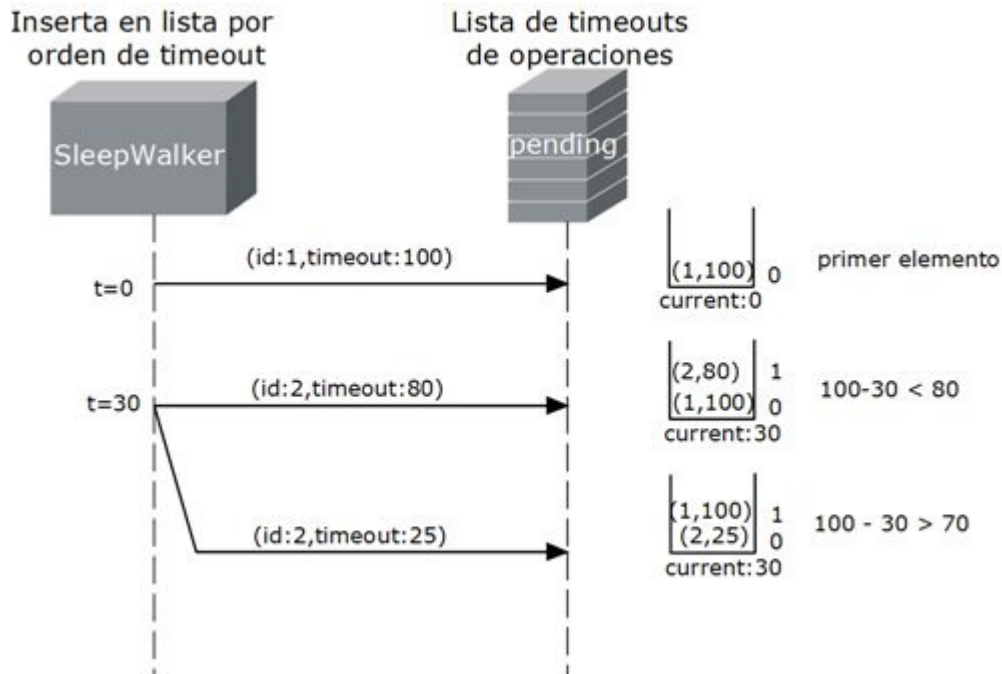 Inserta en lista por
orden de timeout
Lista de timeouts
de operaciones
SleepWalker
pending
t=0
(id:1,timeout:100)
(1,100) 0
current:0
primer elemento
t=30
(id:2,timeout:80)
(2,80) 1
(1,100) 0
current:30
100-30 < 80
(id:2,timeout:25)
(1,100) 1
(2,25) 0
current:30
100 - 30 > 70